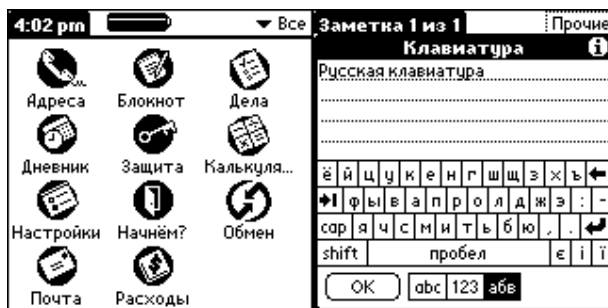 4:02 pm
Все
Адреса
Блокнот
Дела
Дневник
Защита
Калькуля...
Настройки
Начнём?
Обмен
Почта
Расходы
Заметка 1 из 1
Прочие
Клавиатура
Русская клавиатура
ё й ц у к е н г ш щ з х ъ
ф ы в а п р о л д ж э : -
cap я ч с м и т ь б ю , .
shift пробел є і ї
OK abc 123 абв